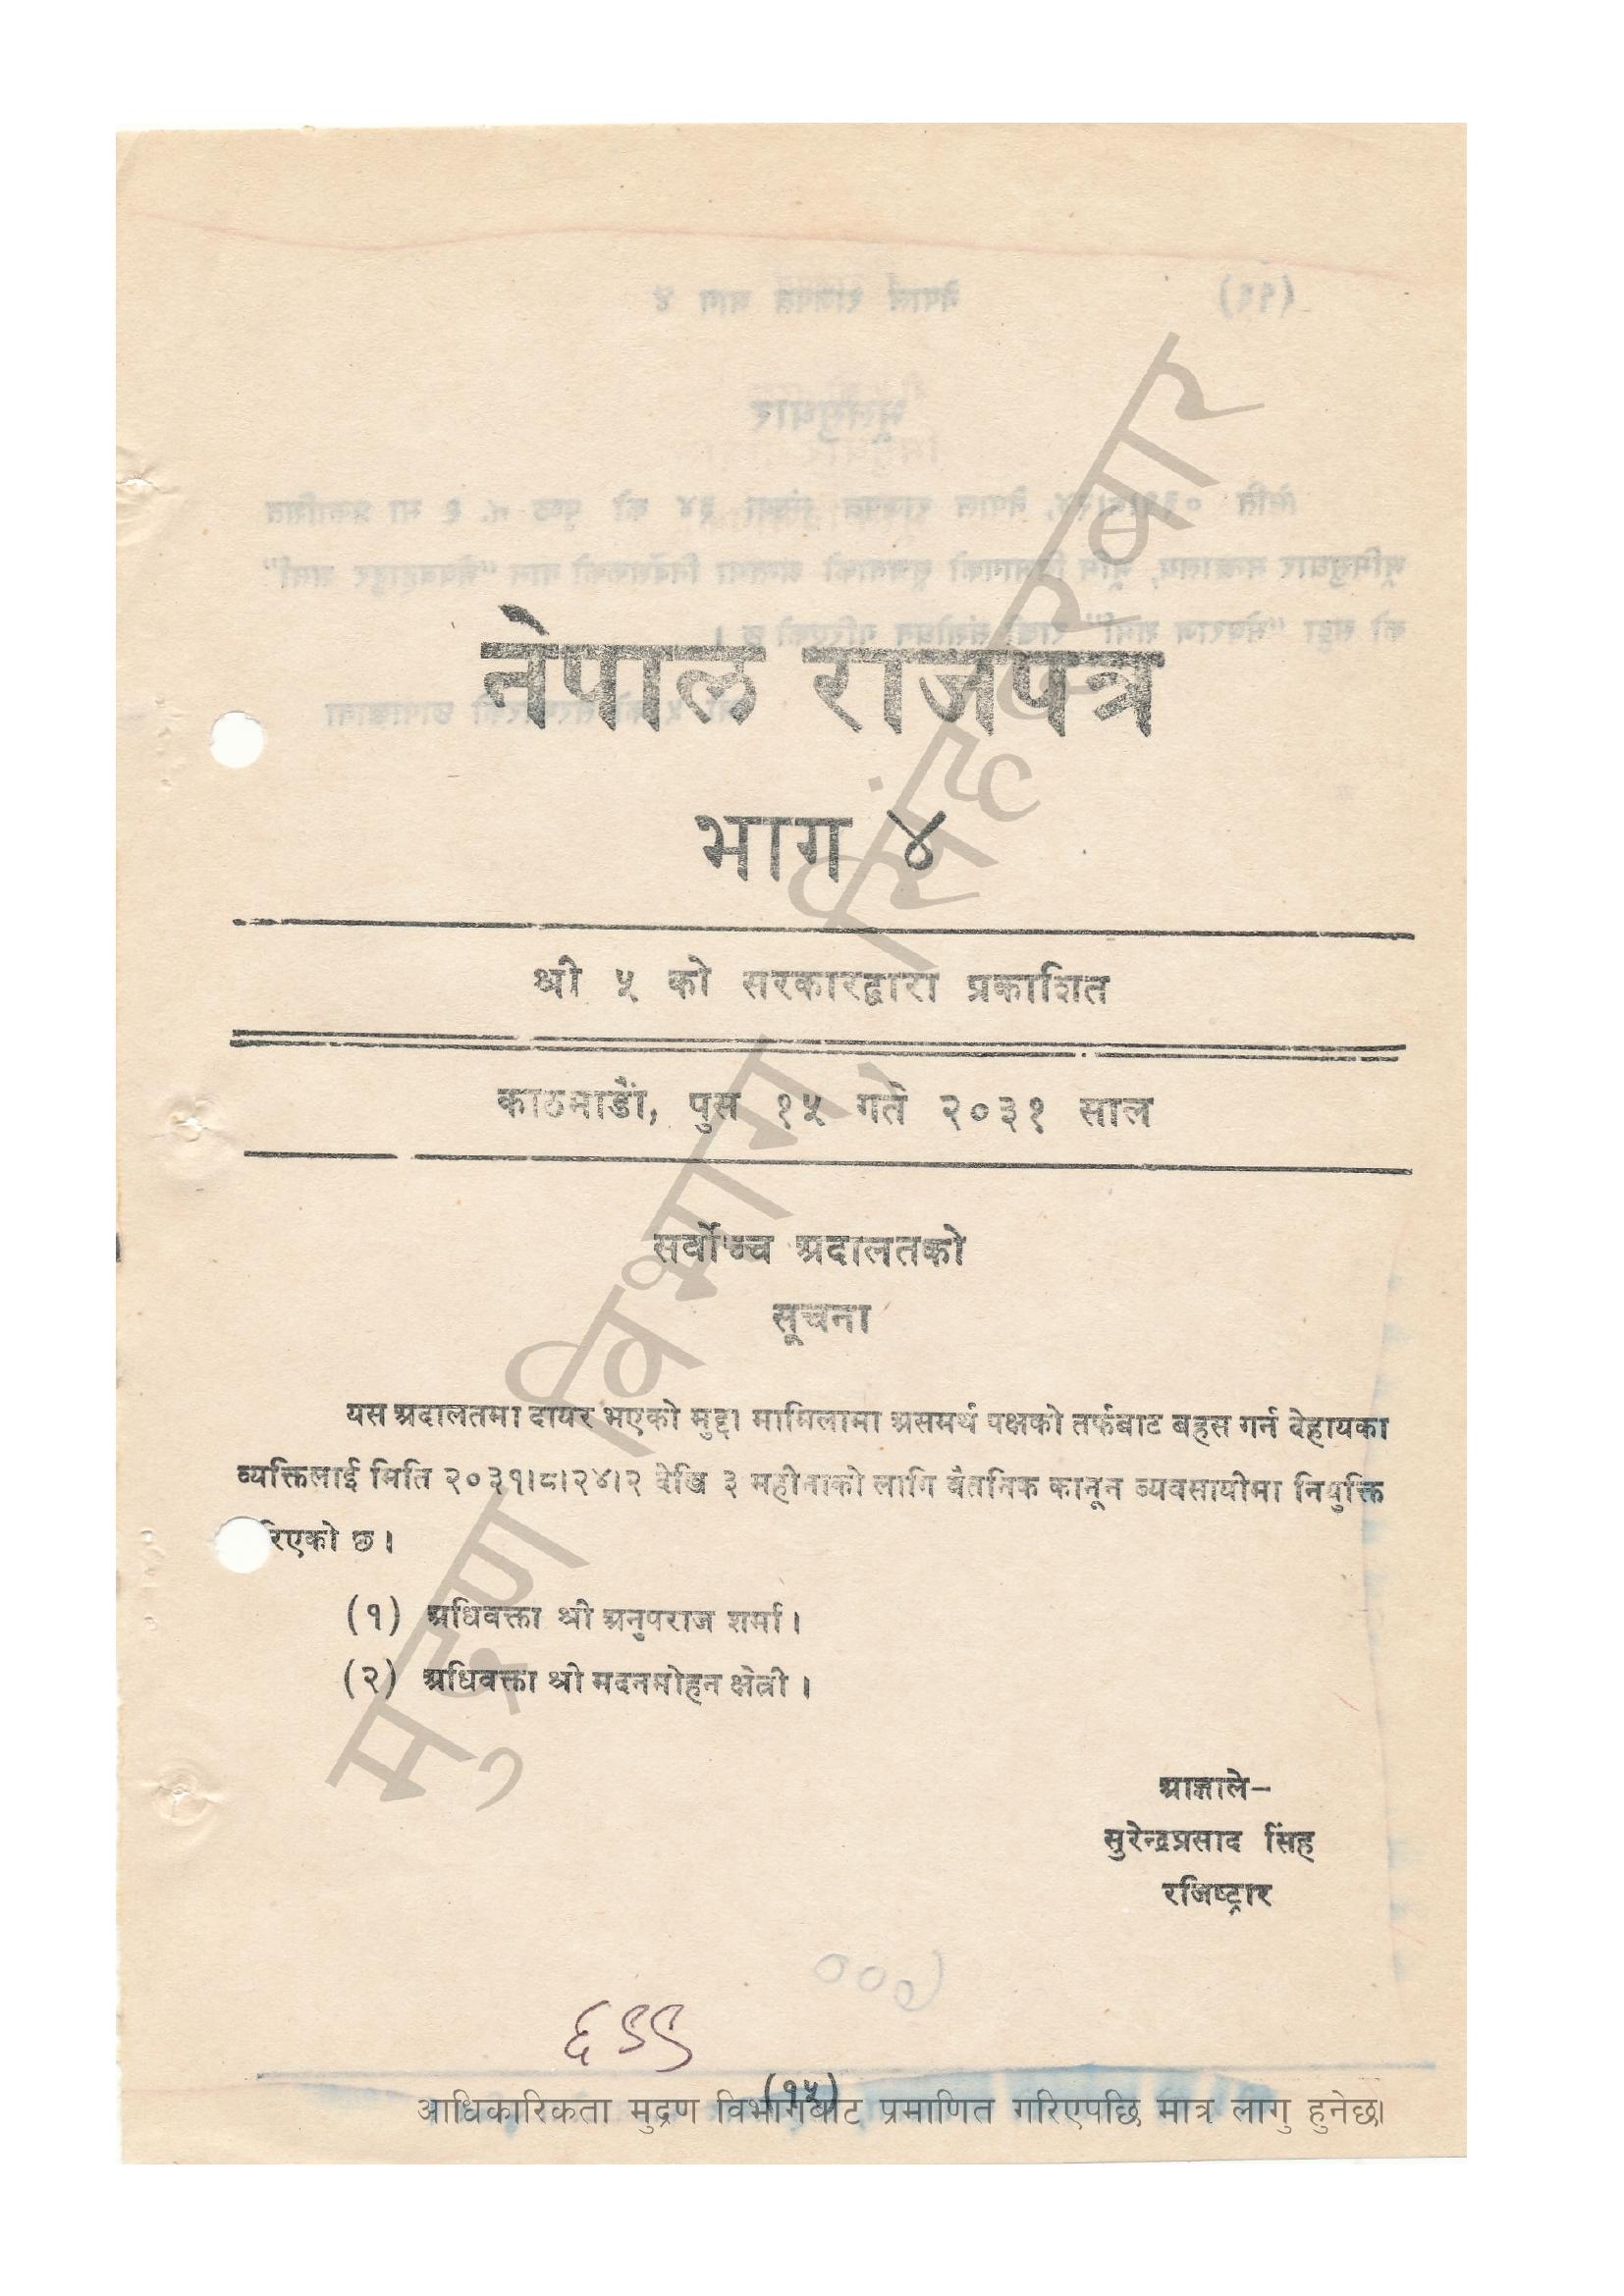 नेपाल राजपत्र
भाग ४
श्री ५ को सरकारद्वारा प्रकाशित
काठमाडौं, पुस १५ गते २०३१ साल
सर्वोच्च अदालतको
सूचना
यस अदालतमा दायर भएको मुद्दा मामिलामा असमर्थ पक्षको तर्फबाट बहस गर्न देहायका
व्यक्तिलाई मिति २०३१।८।२४।२ देखि ३ महीनाको लागि वैतनिक कानून व्यवसायीमा नियुक्ति
रिएको छ।
(१) अधिवक्ता श्री अनुपराज शर्मा।
(२) अधिवक्ता श्री मदनमोहन क्षेत्री।
आज्ञाले–
सुरेन्द्रप्रसाद सिंह
रजिष्ट्रार
६९९
(१५)
आधिकारिकता मुद्रण विभागबाट प्रमाणित गरिएपछि मात्र लागु हुनेछ।
मुद्रण विभाग, सिंहदरबार